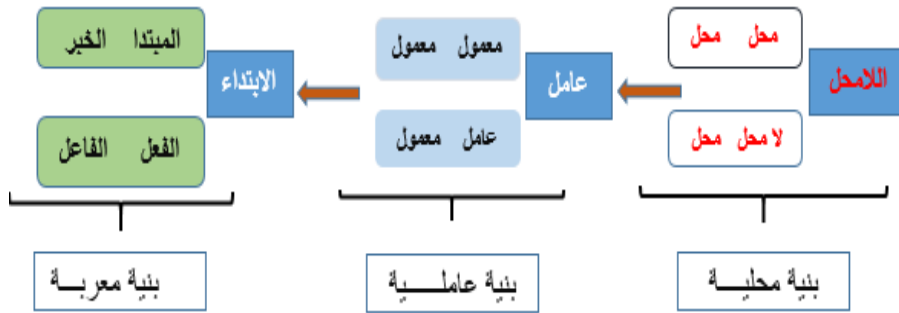 محل محل
اللامحل
لا محل محل
بنية محليـــة
معمول معمول
عامل
عامل معمول
بنية عاملـــــية
المبتدا الخبر
الابتداء
الفعل الفاعل
بنية معربـــة